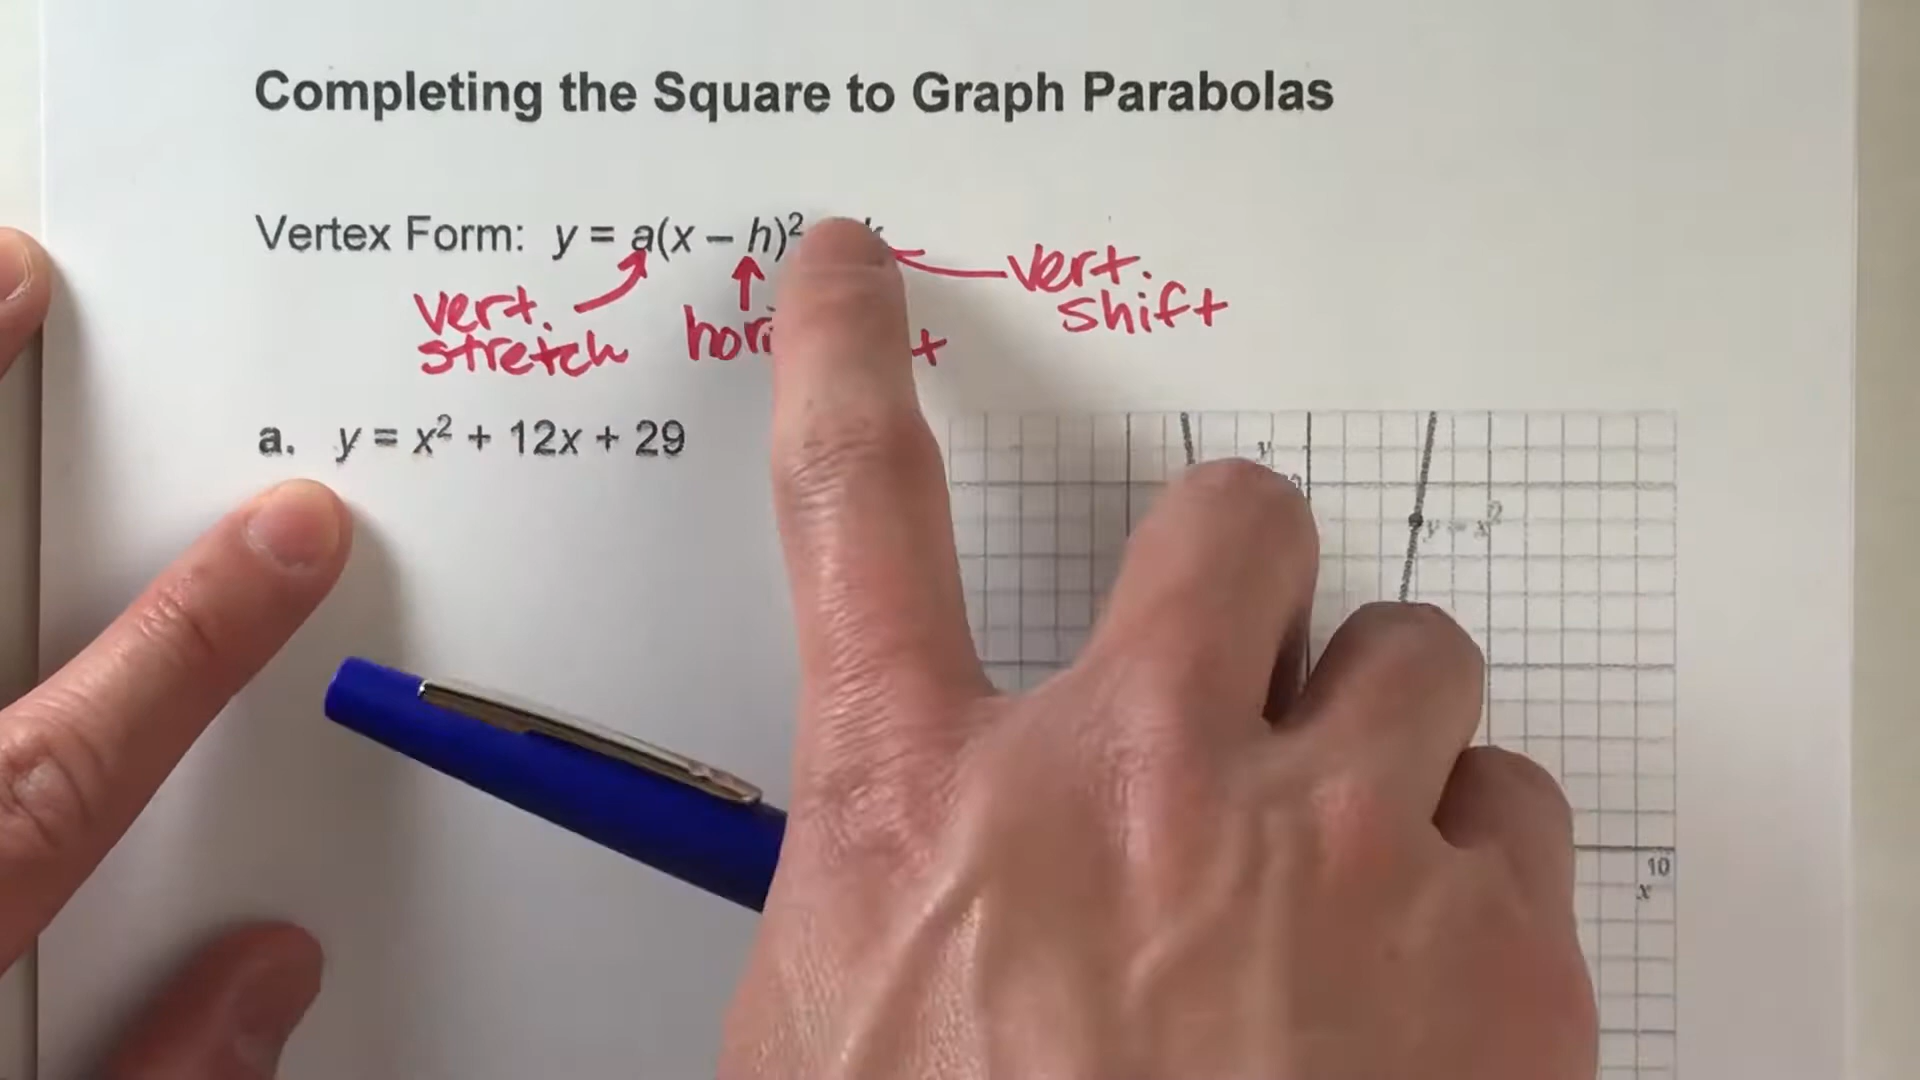 Completing the Square to Graph Parabolas
Vertex Form: y = a(x – h)²
vert. stretch
vert. shift
a. y = x² + 12x + 29
y
y = x²
10
x